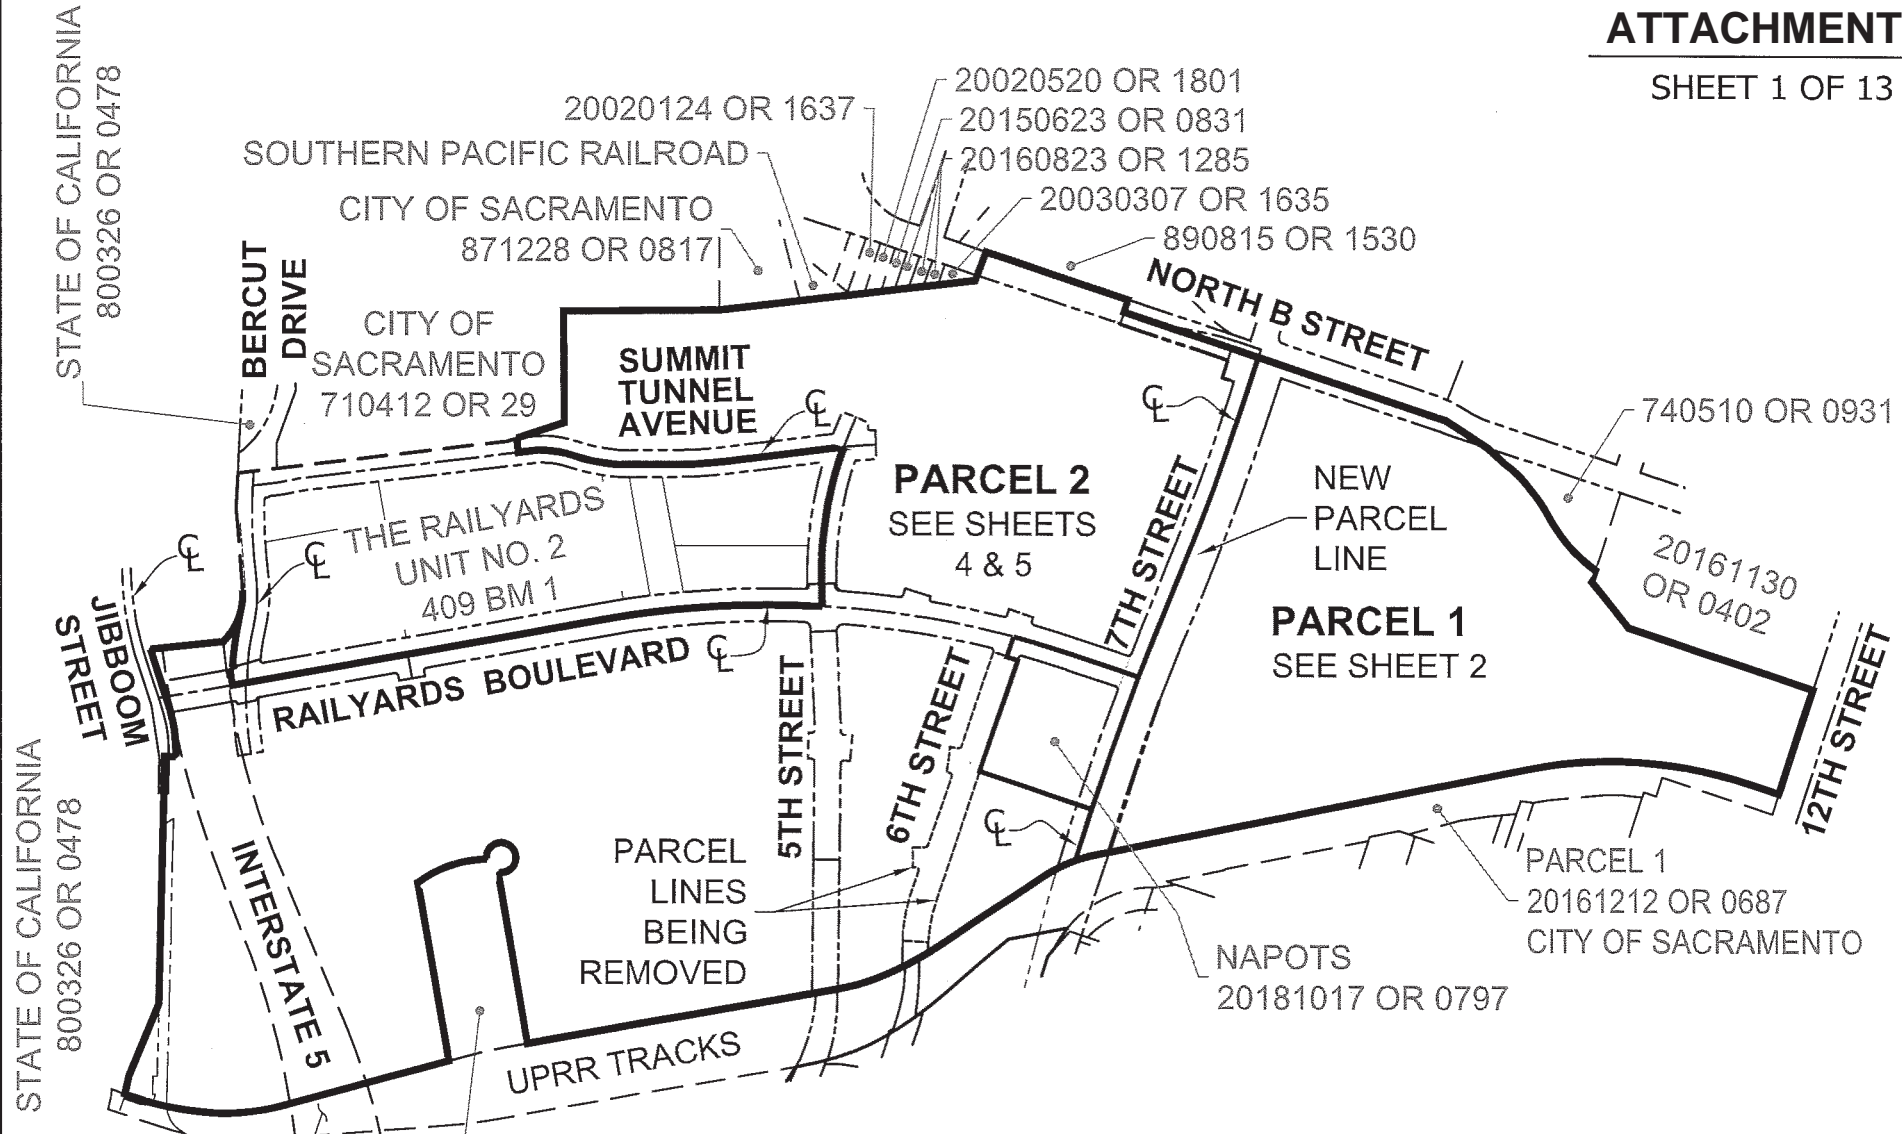 ATTACHMENT
SHEET 1 OF 13
STATE OF CALIFORNIA
800326 OR 0478
20020520 OR 1801
20020124 OR 1637
20150623 OR 0831
SOUTHERN PACIFIC RAILROAD
20160823 OR 1285
CITY OF SACRAMENTO
871228 OR 0817
20030307 OR 1635
890815 OR 1530
NORTH B STREET
BERCUT
DRIVE
CITY OF
SACRAMENTO
710412 OR 29
SUMMIT
TUNNEL
AVENUE
CL
CL
740510 OR 0931
PARCEL 2
SEE SHEETS
4 & 5
7TH STREET
NEW
PARCEL
LINE
THE RAILYARDS
UNIT NO. 2
409 BM 1
CL
CL
20161130
OR 0402
JIBBOOM
STREET
PARCEL 1
SEE SHEET 2
RAILYARDS BOULEVARD
CL
5TH STREET
6TH STREET
12TH STREET
STATE OF CALIFORNIA
800326 OR 0478
INTERSTATE 5
PARCEL
LINES
BEING
REMOVED
CL
PARCEL 1
20161212 OR 0687
CITY OF SACRAMENTO
NAPOTS
20181017 OR 0797
UPRR TRACKS